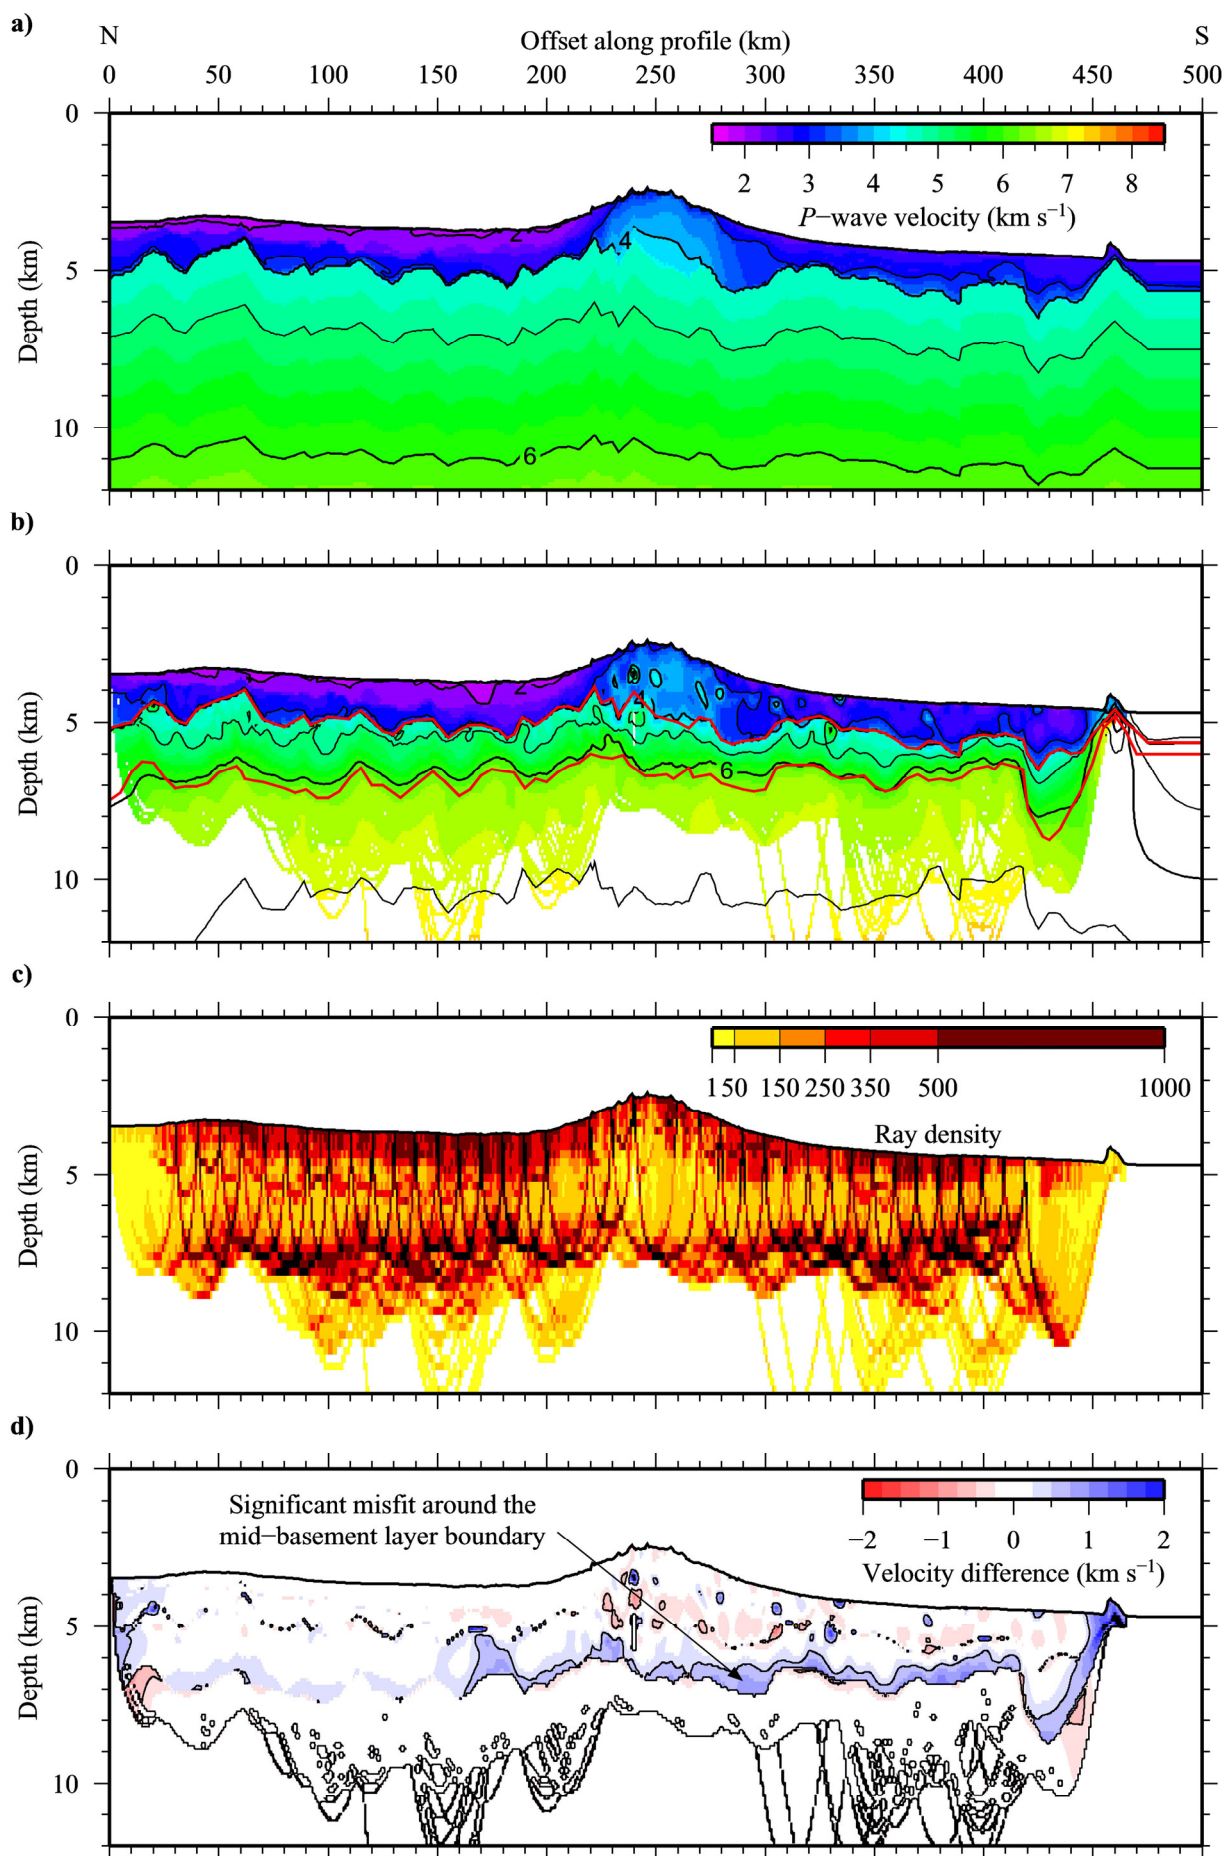 a)
N
Offset along profile (km)
S
0 50 100 150 200 250 300 350 400 450 500
0
5
10
Depth (km)
2 3 4 5 6 7 8
P−wave velocity (km s−1)
2
4
6
b)
0
5
10
Depth (km)
2
4
6
c)
0
5
10
Depth (km)
150 150 250 350 500 1000
Ray density
d)
0
5
10
Depth (km)
Significant misfit around the
mid−basement layer boundary
−2 −1 0 1 2
Velocity difference (km s−1)